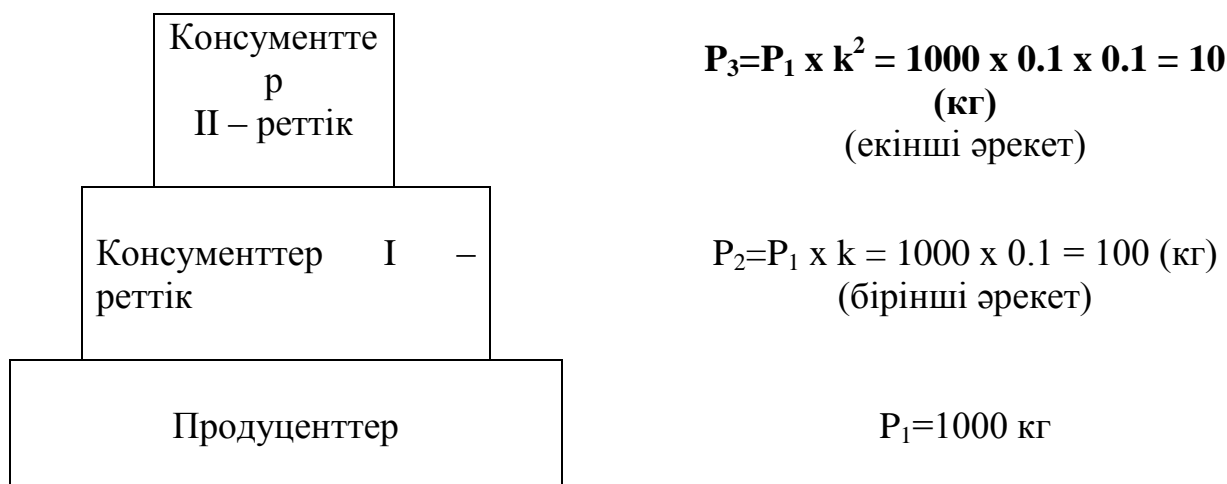 Консументте
р
II – реттік
P₃=P₁ x k² = 1000 x 0.1 x 0.1 = 10
(кг)
(екінші әрекет)
Консументтер I –
реттік
P₂=P₁ x k = 1000 x 0.1 = 100 (кг)
(бірінші әрекет)
Продуценттер
P₁=1000 кг